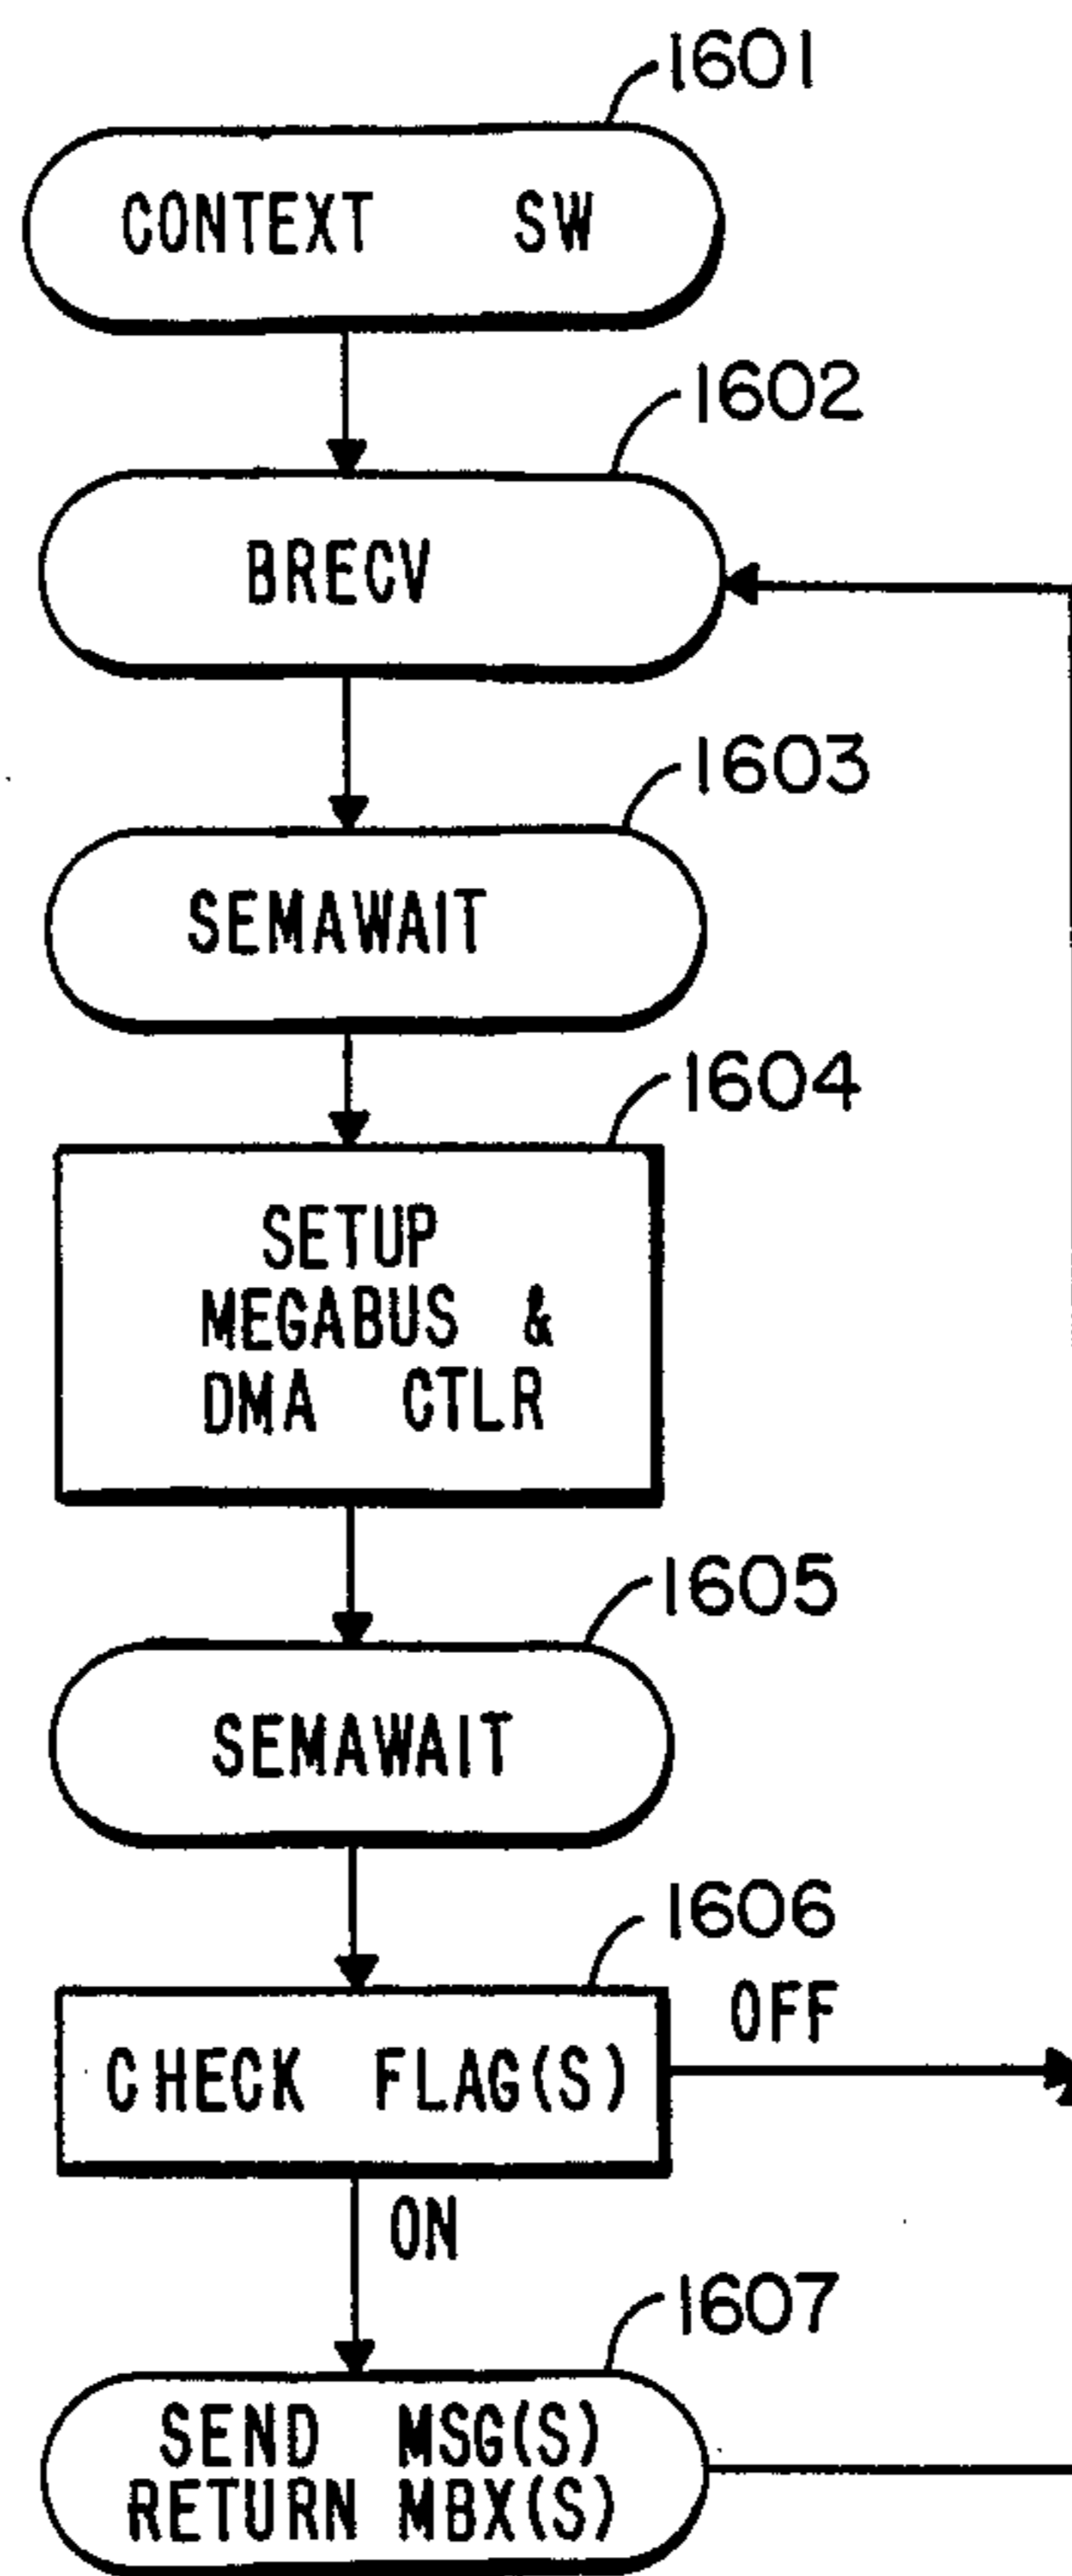 1601
CONTEXT SW
1602
BRECV
1603
SEMAWAIT
1604
SETUP
MEGABUS &
DMA CTLR
1605
SEMAWAIT
1606
OFF
CHECK FLAG(S)
ON
1607
SEND MSG(S)
RETURN MBX(S)